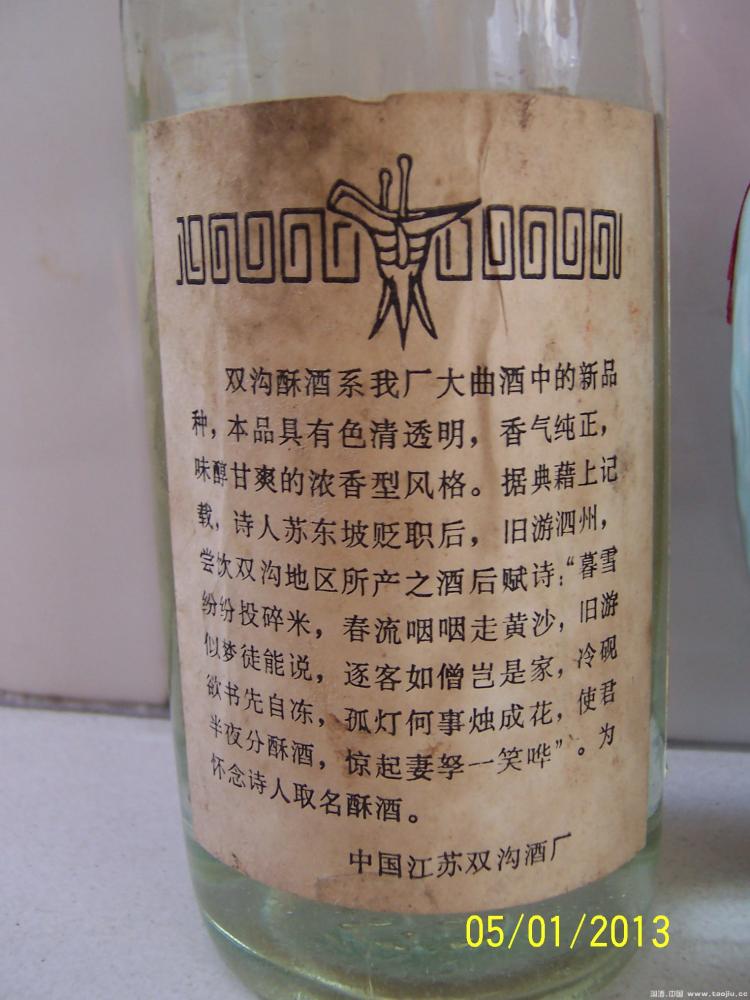 双沟酥酒系我厂大曲酒中的新品
种，本品具有色清透明，香气纯正，
味醇甘爽的浓香型风格。据典藉上记
载，诗人苏东坡贬职后，旧游泗州，
尝饮双沟地区所产之酒后赋诗：“暮雪
纷纷投碎米，春流咽咽走黄沙，旧游
似梦徒能说，逐客如僧岂是家，冷砚
欲书先自冻，孤灯何事烛成花，使君
半夜分酥酒，惊起妻孥一笑哗”。为
怀念诗人取名酥酒。
中国江苏双沟酒厂
05/01/2013
www.taojiu.cc